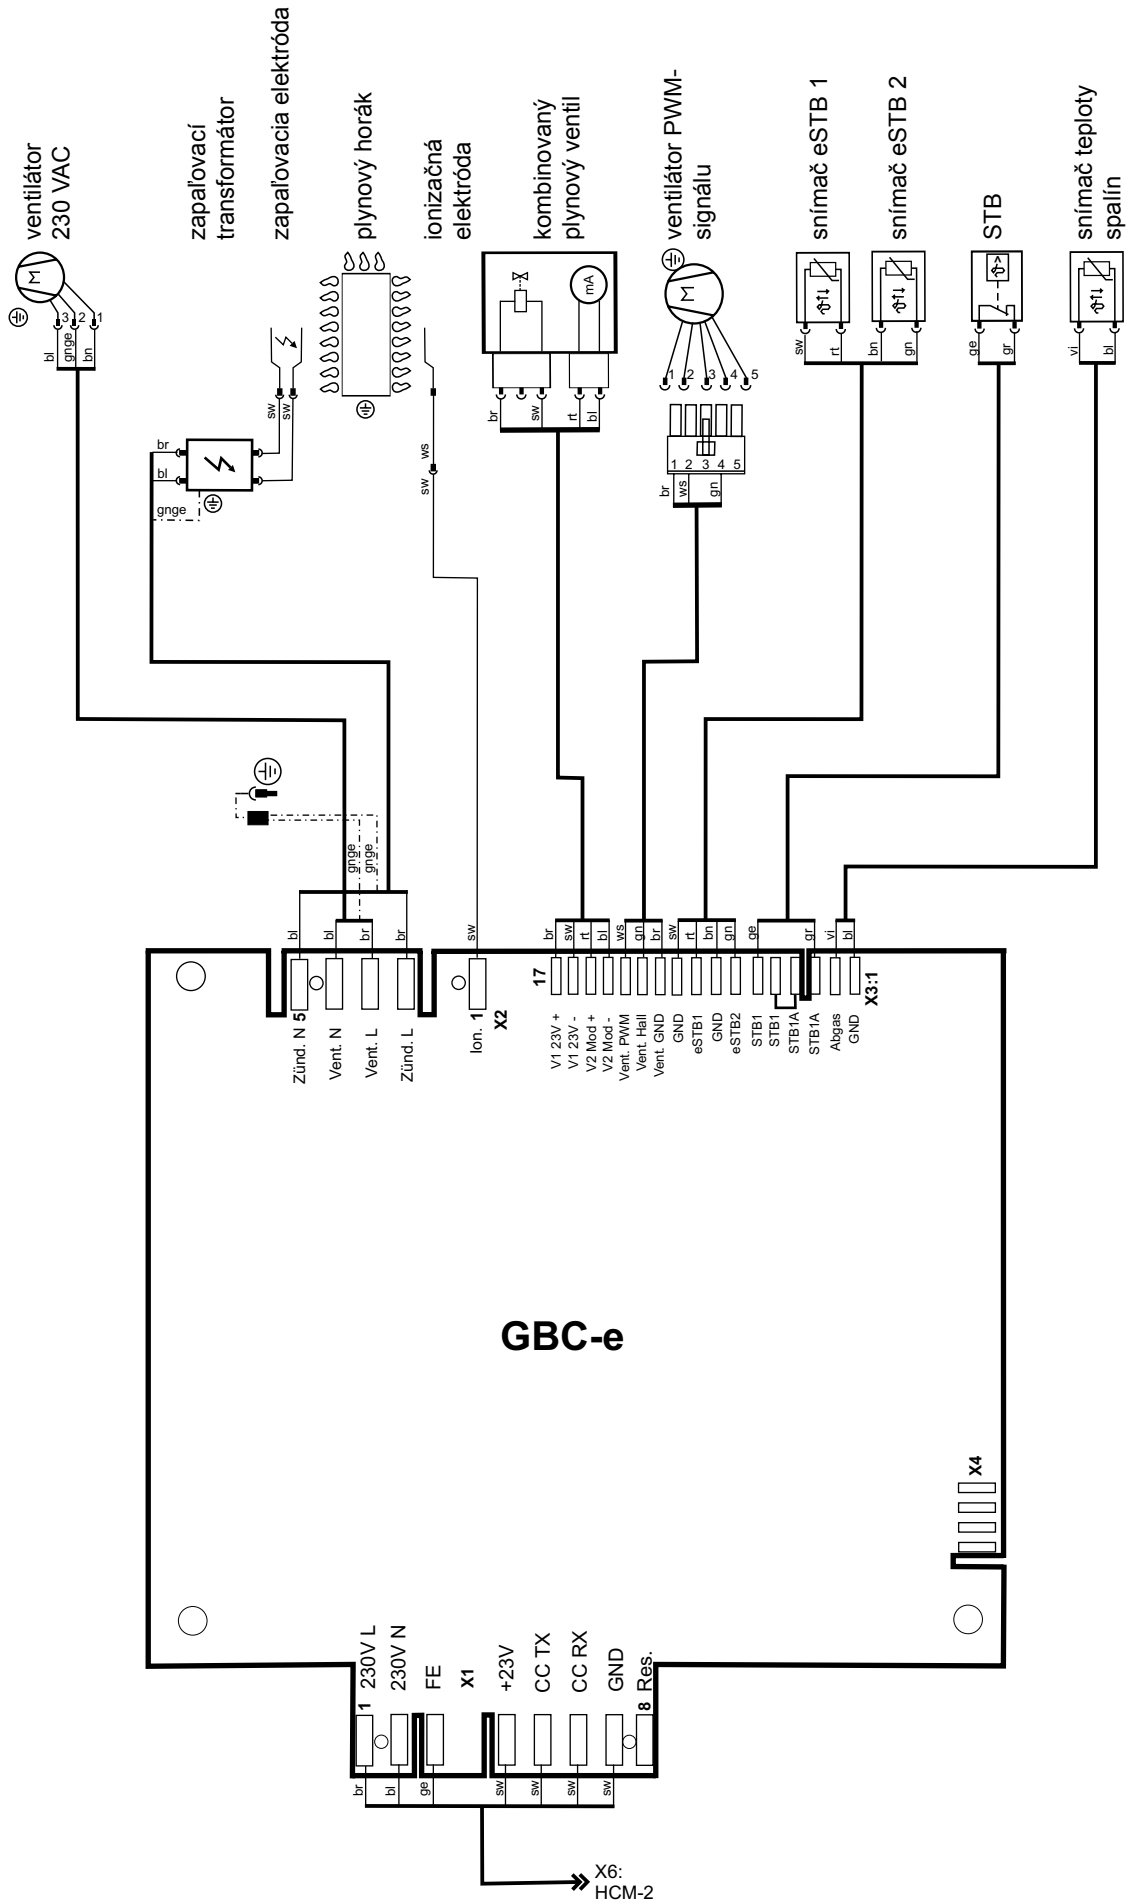 ventilátor
230 VAC
zapaľovací
transformátor
zapaľovacia elektróda
plynový horák
ionizačná
elektróda
kombinovaný
plynový ventil
ventilátor PWM-
signálu
snímač eSTB 1
snímač eSTB 2
STB
snímač teploty
spalín
M
3
2
1
bl
gnge
bn
br
bl
gnge
sw
sw
ws
sw
mA
br
sw
rt
bl
M
1
2
3
4
5
1
2
3
4
5
br
ws
gn
sw
rt
bn
gn
ge
gr
vi
bl
gnge
gnge
bl
bl
br
br
sw
br
sw
rt
bl
ws
gn
br
sw
rt
bn
gn
ge
gr
vi
bl
Zünd. N 5
Vent. N
Vent. L
Zünd. L
Ion. 1
X2
17
V1 23V +
V1 23V -
V2 Mod +
V2 Mod -
Vent. PWM
Vent. Hall
Vent. GND
GND
eSTB1
GND
eSTB2
STB1
STB1
STB1A
STB1A
Abgas
GND
X3:1
GBC-e
X4
1 230V L
230V N
FE
X1
+23V
CC TX
CC RX
GND
8 Res.
br
bl
ge
sw
sw
sw
sw
X6:
HCM-2